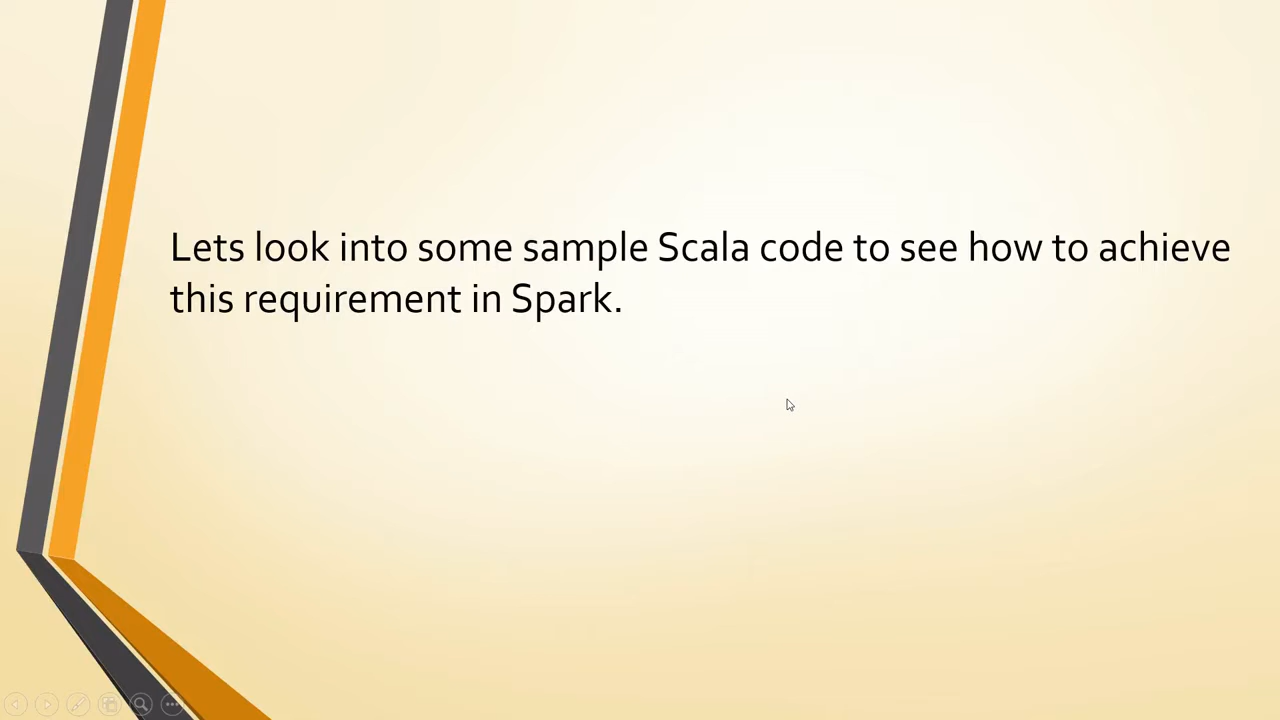 Lets look into some sample Scala code to see how to achieve
this requirement in Spark.